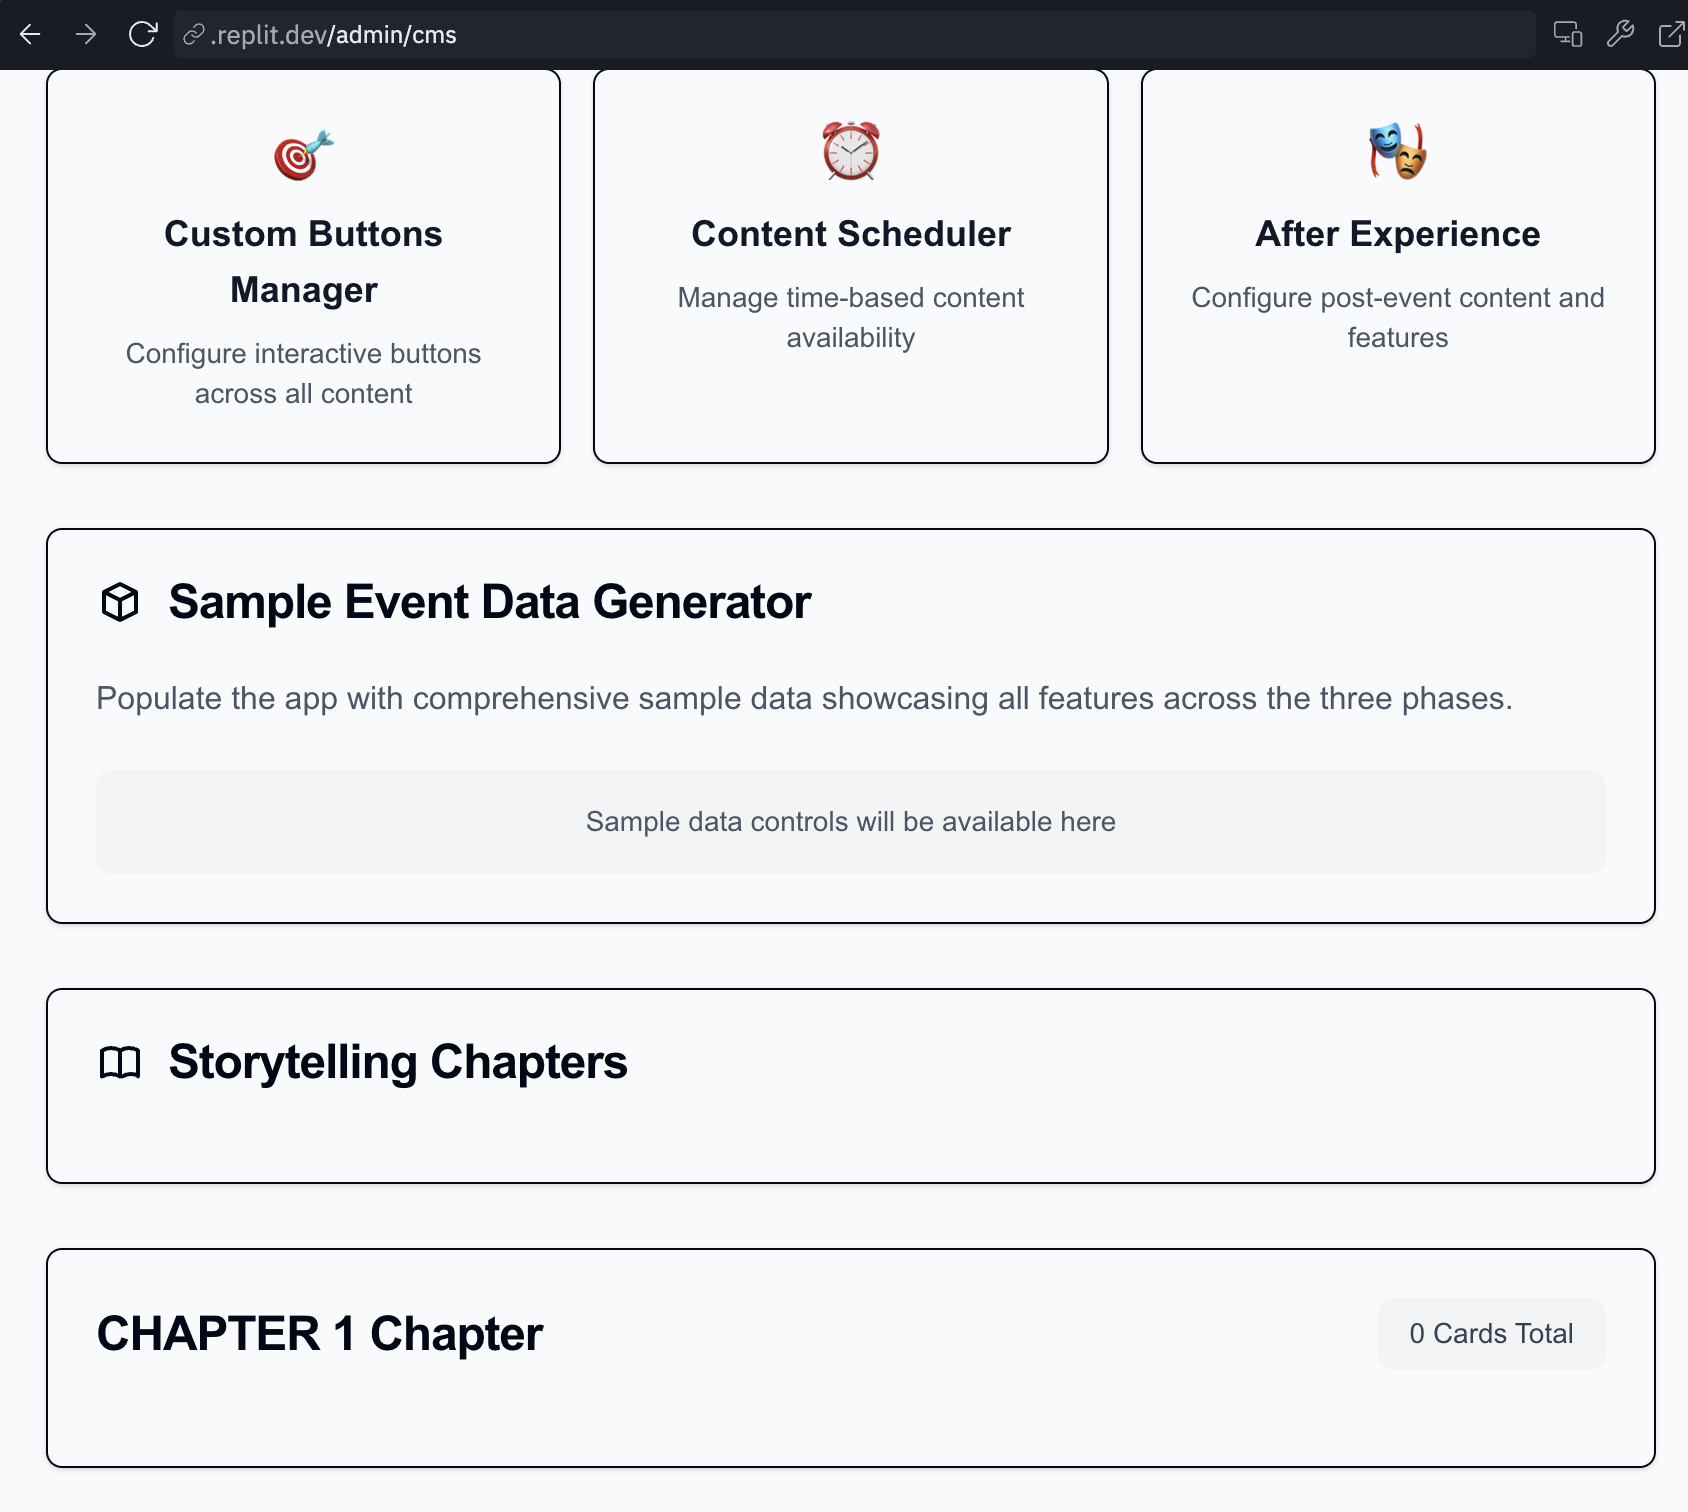 .replit.dev/admin/cms
Custom Buttons
Manager
Configure interactive buttons
across all content
Content Scheduler
Manage time-based content
availability
After Experience
Configure post-event content and
features
Sample Event Data Generator
Populate the app with comprehensive sample data showcasing all features across the three phases.
Sample data controls will be available here
Storytelling Chapters
CHAPTER 1 Chapter
0 Cards Total